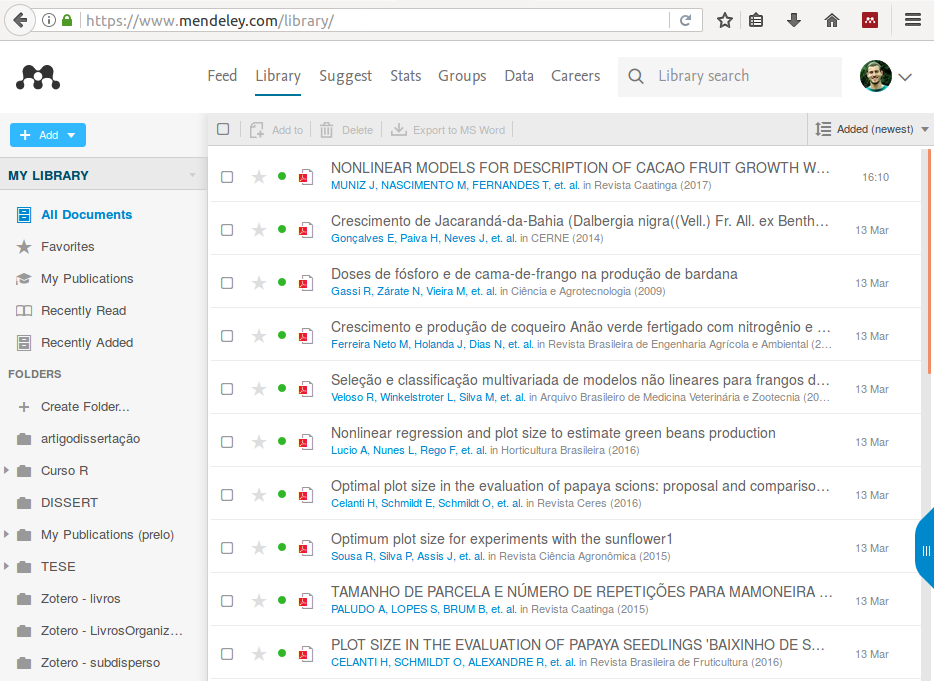 https://www.mendeley.com/library/
Feed Library Suggest Stats Groups Data Careers Library search
Add
Add to Delete Export to MS Word Added (newest)
MY LIBRARY
All Documents
Favorites
My Publications
Recently Read
Recently Added
FOLDERS
Create Folder...
artigodissertação
Curso R
DISSERT
My Publications (prelo)
TESE
Zotero - livros
Zotero - LivrosOrganiz...
Zotero - subdisperso
NONLINEAR MODELS FOR DESCRIPTION OF CACAO FRUIT GROWTH W...
MUNIZ J, NASCIMENTO M, FERNANDES T, et. al. in Revista Caatinga (2017)
16:10
Crescimento de Jacarandá-da-Bahia (Dalbergia nigra((Vell.) Fr. All. ex Benth...
Gonçalves E, Paiva H, Neves J, et. al. in CERNE (2014)
13 Mar
Doses de fósforo e de cama-de-frango na produção de bardana
Gassi R, Zárate N, Vieira M, et. al. in Ciência e Agrotecnologia (2009)
13 Mar
Crescimento e produção de coqueiro Anão verde fertigado com nitrogênio e ...
Ferreira Neto M, Holanda J, Dias N, et. al. in Revista Brasileira de Engenharia Agrícola e Ambiental (2...
13 Mar
Seleção e classificação multivariada de modelos não lineares para frangos d...
Veloso R, Winkelstroter L, Silva M, et. al. in Arquivo Brasileiro de Medicina Veterinária e Zootecnia (20...
13 Mar
Nonlinear regression and plot size to estimate green beans production
Lucio A, Nunes L, Rego F, et. al. in Horticultura Brasileira (2016)
13 Mar
Optimal plot size in the evaluation of papaya scions: proposal and compariso...
Celanti H, Schmildt E, Schmildt O, et. al. in Revista Ceres (2016)
13 Mar
Optimum plot size for experiments with the sunflower1
Sousa R, Silva P, Assis J, et. al. in Revista Ciência Agronômica (2015)
13 Mar
TAMANHO DE PARCELA E NÚMERO DE REPETIÇÕES PARA MAMONEIRA ...
PALUDO A, LOPES S, BRUM B, et. al. in Revista Caatinga (2015)
13 Mar
PLOT SIZE IN THE EVALUATION OF PAPAYA SEEDLINGS 'BAIXINHO DE S...
CELANTI H, SCHMILDT O, ALEXANDRE R, et. al. in Revista Brasileira de Fruticultura (2016)
13 Mar